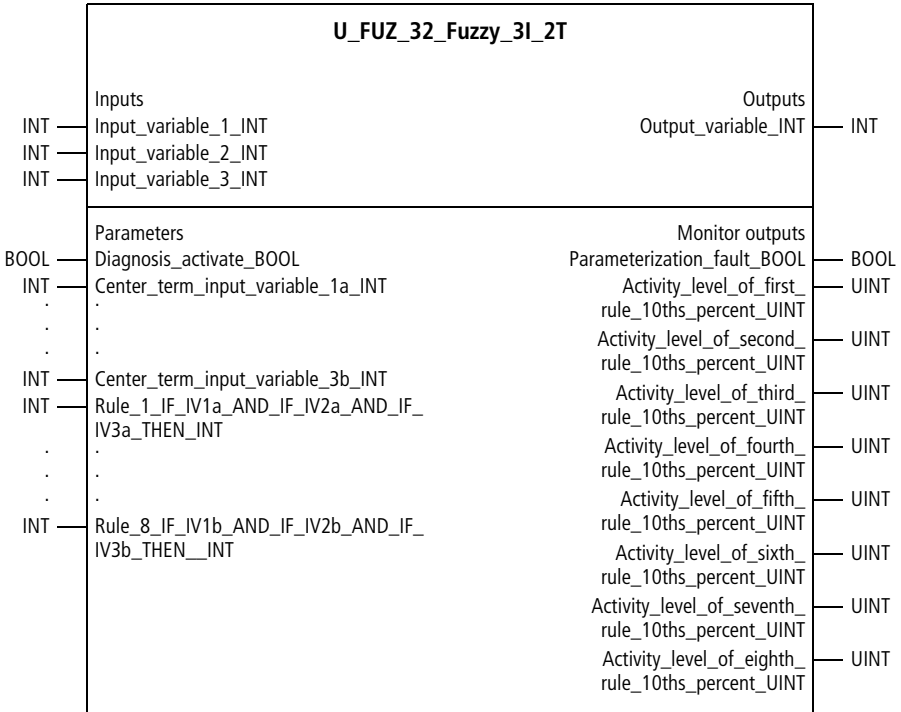 U_FUZ_32_Fuzzy_3I_2T
Inputs Outputs
INT Input_variable_1_INT Output_variable_INT INT
INT Input_variable_2_INT
INT Input_variable_3_INT
Parameters Monitor outputs
BOOL Diagnosis_activate_BOOL Parameterization_fault_BOOL BOOL
INT Center_term_input_variable_1a_INT Activity_level_of_first_ UINT
. . rule_10ths_percent_UINT
. . Activity_level_of_second_ UINT
. . rule_10ths_percent_UINT
INT Center_term_input_variable_3b_INT Activity_level_of_third_ UINT
INT Rule_1_IF_IV1a_AND_IF_IV2a_AND_IF_ rule_10ths_percent_UINT
IV3a_THEN_INT
. . Activity_level_of_fourth_ UINT
. . rule_10ths_percent_UINT
. . Activity_level_of_fifth_ UINT
INT Rule_8_IF_IV1b_AND_IF_IV2b_AND_IF_ rule_10ths_percent_UINT
IV3b_THEN__INT Activity_level_of_sixth_ UINT
rule_10ths_percent_UINT
Activity_level_of_seventh_ UINT
rule_10ths_percent_UINT
Activity_level_of_eighth_ UINT
rule_10ths_percent_UINT